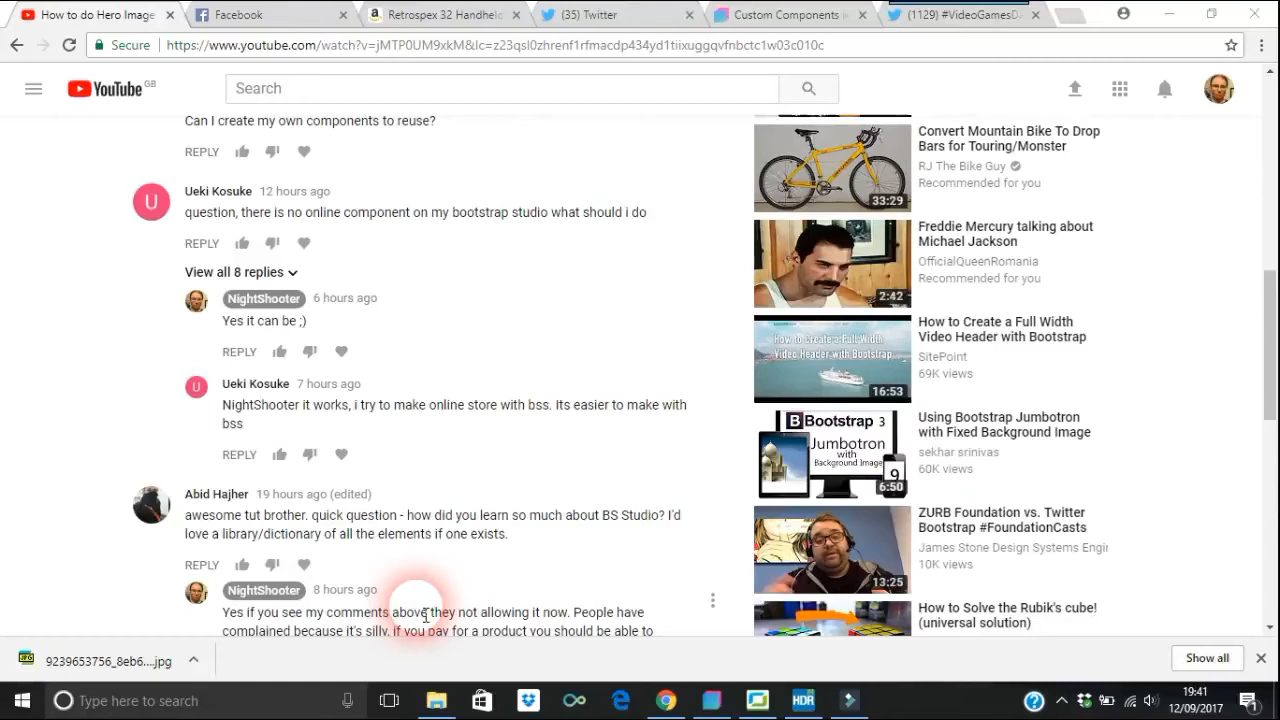 How to do Hero Image
Facebook
Retrospex 32 Handhel
(35) Twitter
Custom Components i
(1129) #VideoGamesDa
Secure
https://www.youtube.com/watch?v=jMTP0UM9xkM&lc=z23qsl0zhrenf1rfmacdp434yd1tiixuggqvfnbctc1w03c010c
YouTube GB
Search
Can I create my own components to reuse?
REPLY
U
Ueki Kosuke 12 hours ago
question, there is no online component on my bootstrap studio what should i do
REPLY
View all 8 replies
NightShooter 6 hours ago
Yes it can be ;)
REPLY
U
Ueki Kosuke 7 hours ago
NightShooter it works, i try to make online store with bss. Its easier to make with
bss
REPLY
Abid Hajher 19 hours ago (edited)
awesome tut brother. quick question - how did you learn so much about BS Studio? I'd
love a library/dictionary of all the elements if one exists.
REPLY
NightShooter 8 hours ago
Yes if you see my comments above they not allowing it now. People have
complained because it's silly, if you pay for a product you should be able to
33:29
Convert Mountain Bike To Drop
Bars for Touring/Monster
RJ The Bike Guy
Recommended for you
2:42
Freddie Mercury talking about
Michael Jackson
OfficialQueenRomania
Recommended for you
How to Create a Full Width
Video Header with Bootstrap
16:53
How to Create a Full Width
Video Header with Bootstrap
SitePoint
69K views
B Bootstrap 3
Jumbotron
with
Background Image
9
6:50
Using Bootstrap Jumbotron
with Fixed Background Image
sekhar srinivas
60K views
13:25
ZURB Foundation vs. Twitter
Bootstrap #FoundationCasts
James Stone Design Systems Engir
10K views
How to Solve the Rubik's cube!
(universal solution)
9239653756_8eb6....jpg
Show all
Type here to search
HDR
19:41
12/09/2017
1